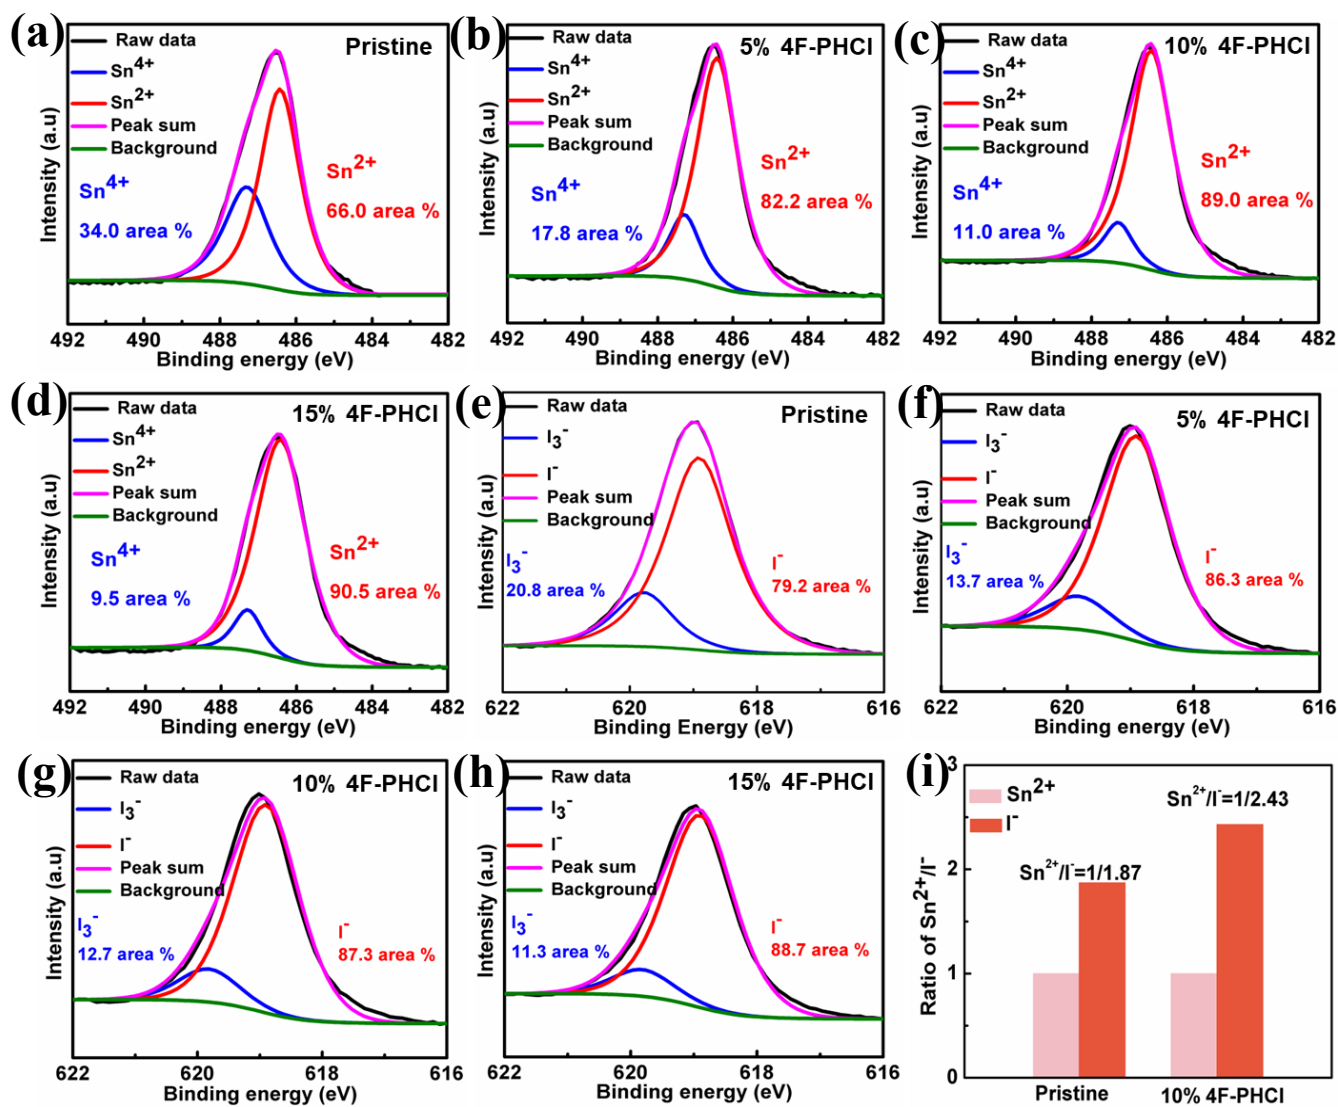 (a)
Raw data
Sn4+
Sn2+
Peak sum
Background
Pristine
Sn4+
34.0 area %
Sn2+
66.0 area %
Intensity (a.u)
492 490 488 486 484 482
Binding energy (eV)
(b)
Raw data
Sn4+
Sn2+
Peak sum
Background
5% 4F-PHCl
Sn4+
17.8 area %
Sn2+
82.2 area %
Intensity (a.u)
492 490 488 486 484 482
Binding energy (eV)
(c)
Raw data
Sn4+
Sn2+
Peak sum
Background
10% 4F-PHCl
Sn4+
11.0 area %
Sn2+
89.0 area %
Intensity (a.u)
492 490 488 486 484 482
Binding energy (eV)
(d)
Raw data
Sn4+
Sn2+
Peak sum
Background
15% 4F-PHCl
Sn4+
9.5 area %
Sn2+
90.5 area %
Intensity (a.u)
492 490 488 486 484 482
Binding energy (eV)
(e)
Raw data
I3-
I-
Peak sum
Background
Pristine
I3-
20.8 area %
I-
79.2 area %
Intensity (a.u)
622 620 618 616
Binding Energy (eV)
(f)
Raw data
I3-
I-
Peak sum
Background
5% 4F-PHCl
I3-
13.7 area %
I-
86.3 area %
Intensity (a.u)
622 620 618 616
Binding energy (eV)
(g)
Raw data
I3-
I-
Peak sum
Background
10% 4F-PHCl
I3-
12.7 area %
I-
87.3 area %
Intensity (a.u)
622 620 618 616
Binding energy (eV)
(h)
Raw data
I3-
I-
Peak sum
Background
15% 4F-PHCl
I3-
11.3 area %
I-
88.7 area %
Intensity (a.u)
622 620 618 616
Binding energy (eV)
(i)
Sn2+
I-
Sn2+/I-=1/1.87
Sn2+/I-=1/2.43
Ratio of Sn2+/I-
3
2
1
0
Pristine 10% 4F-PHCl